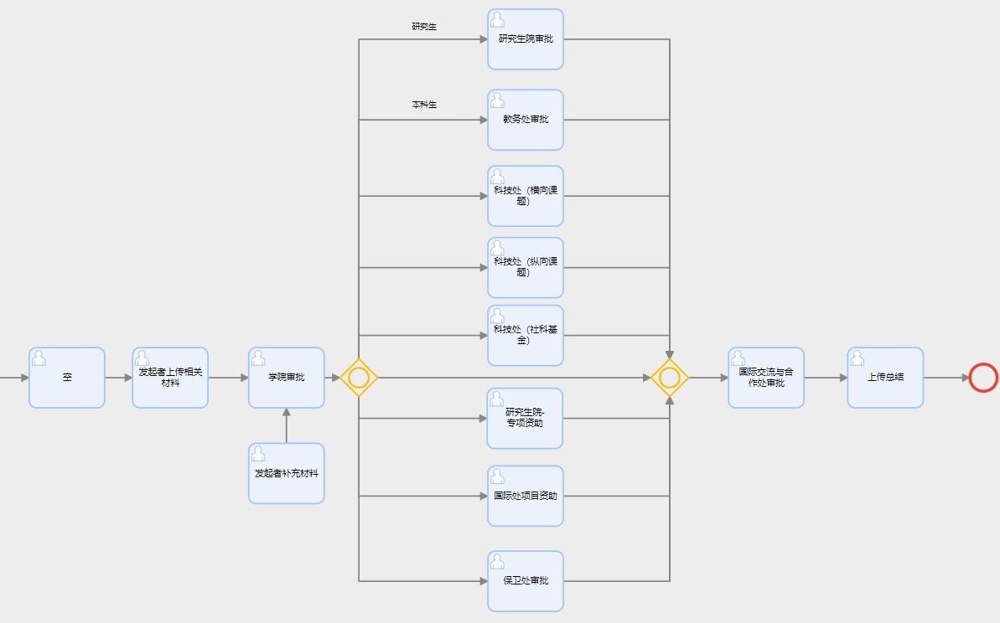 研究生
研究生院审批
本科生
教务处审批
科技处（横向课
题）
科技处（纵向课
题）
科技处（社科基
金）
室
发起者上传相关
材料
学院审批
国际交流与合
作处审批
上传总结
研究生院-
专项资助
发起者补充材料
国际处项目资助
保卫处审批